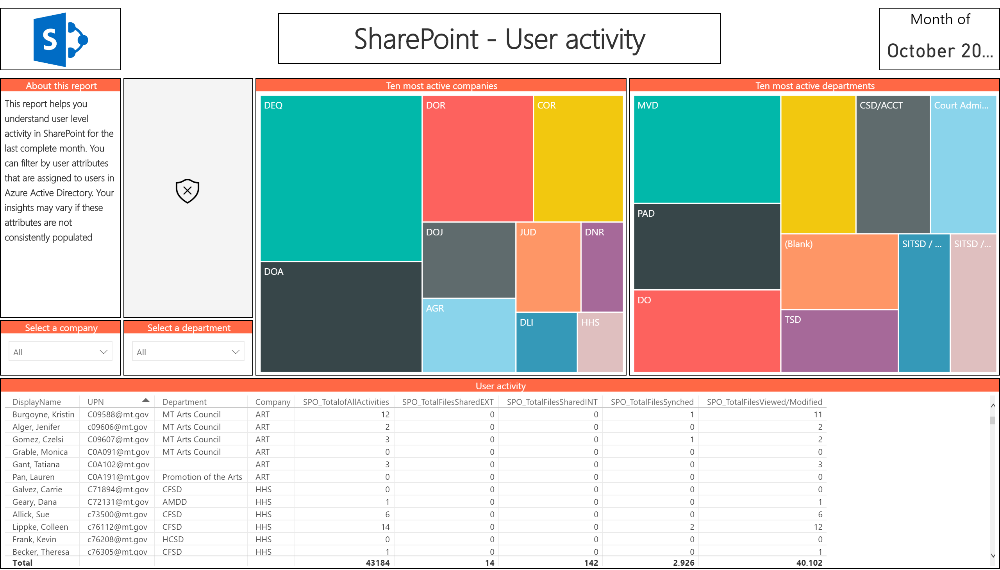 S
SharePoint - User activity
Month of
October 20...
About this report
This report helps you
understand user level
activity in SharePoint for the
last complete month. You
can filter by user attributes
that are assigned to users in
Azure Active Directory. Your
insights may vary if these
attributes are not
consistently populated
Select a company
All
Select a department
All
Ten most active companies
DEQ
DOR
COR
DOA
DOJ
JUD
DNR
AGR
DLI
HHS
Ten most active departments
MVD
CSD/ACCT
Court Admi...
PAD
(Blank)
SITSD / ...
SITSD /...
DO
TSD
User activity
DisplayName UPN Department Company SPO_TotalofAllActivities SPO_TotalFilesSharedEXT SPO_TotalFilesSharedINT SPO_TotalFilesSynched SPO_TotalFilesViewed/Modified
Burgoyne, Kristin C09588@mt.gov MT Arts Council ART 12 0 0 1 11
Alger, Jenifer c09606@mt.gov MT Arts Council ART 2 0 0 0 2
Gomez, Czelsi C09607@mt.gov MT Arts Council ART 3 0 0 1 2
Grable, Monica C0A091@mt.gov MT Arts Council ART 0 0 0 0 0
Gant, Tatiana C0A102@mt.gov ART 3 0 0 0 3
Pan, Lauren C0A191@mt.gov Promotion of the Arts ART 0 0 0 0 0
Galvez, Carrie C71894@mt.gov CFSD HHS 0 0 0 0 0
Geary, Dana C72131@mt.gov AMDD HHS 1 0 0 0 1
Allick, Sue c73500@mt.gov CFSD HHS 6 0 0 0 6
Lippke, Colleen c76112@mt.gov CFSD HHS 14 0 0 2 12
Frank, Kevin c76208@mt.gov HCSD HHS 0 0 0 0 0
Becker, Theresa c76305@mt.gov CFSD HHS 1 0 0 0 1
Total 43184 14 142 2,926 40,102